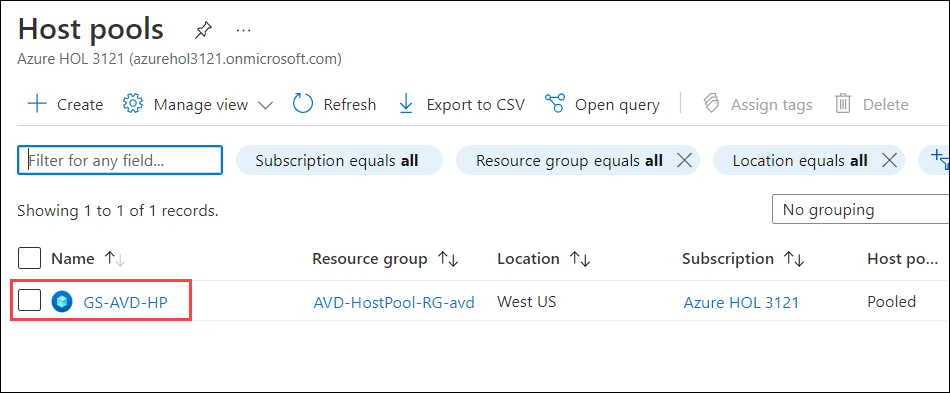 Host pools ...
Azure HOL 3121 (azurehol3121.onmicrosoft.com)
+ Create Manage view Refresh Export to CSV Open query Assign tags Delete
Filter for any field... Subscription equals all Resource group equals all Location equals all
Showing 1 to 1 of 1 records. No grouping
Name Resource group Location Subscription Host po...
GS-AVD-HP AVD-HostPool-RG-avd West US Azure HOL 3121 Pooled